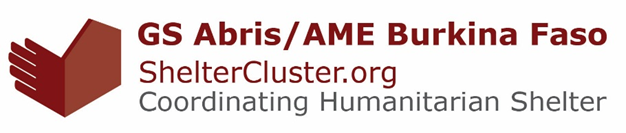 GS Abris/AME Burkina Faso
ShelterCluster.org
Coordinating Humanitarian Shelter